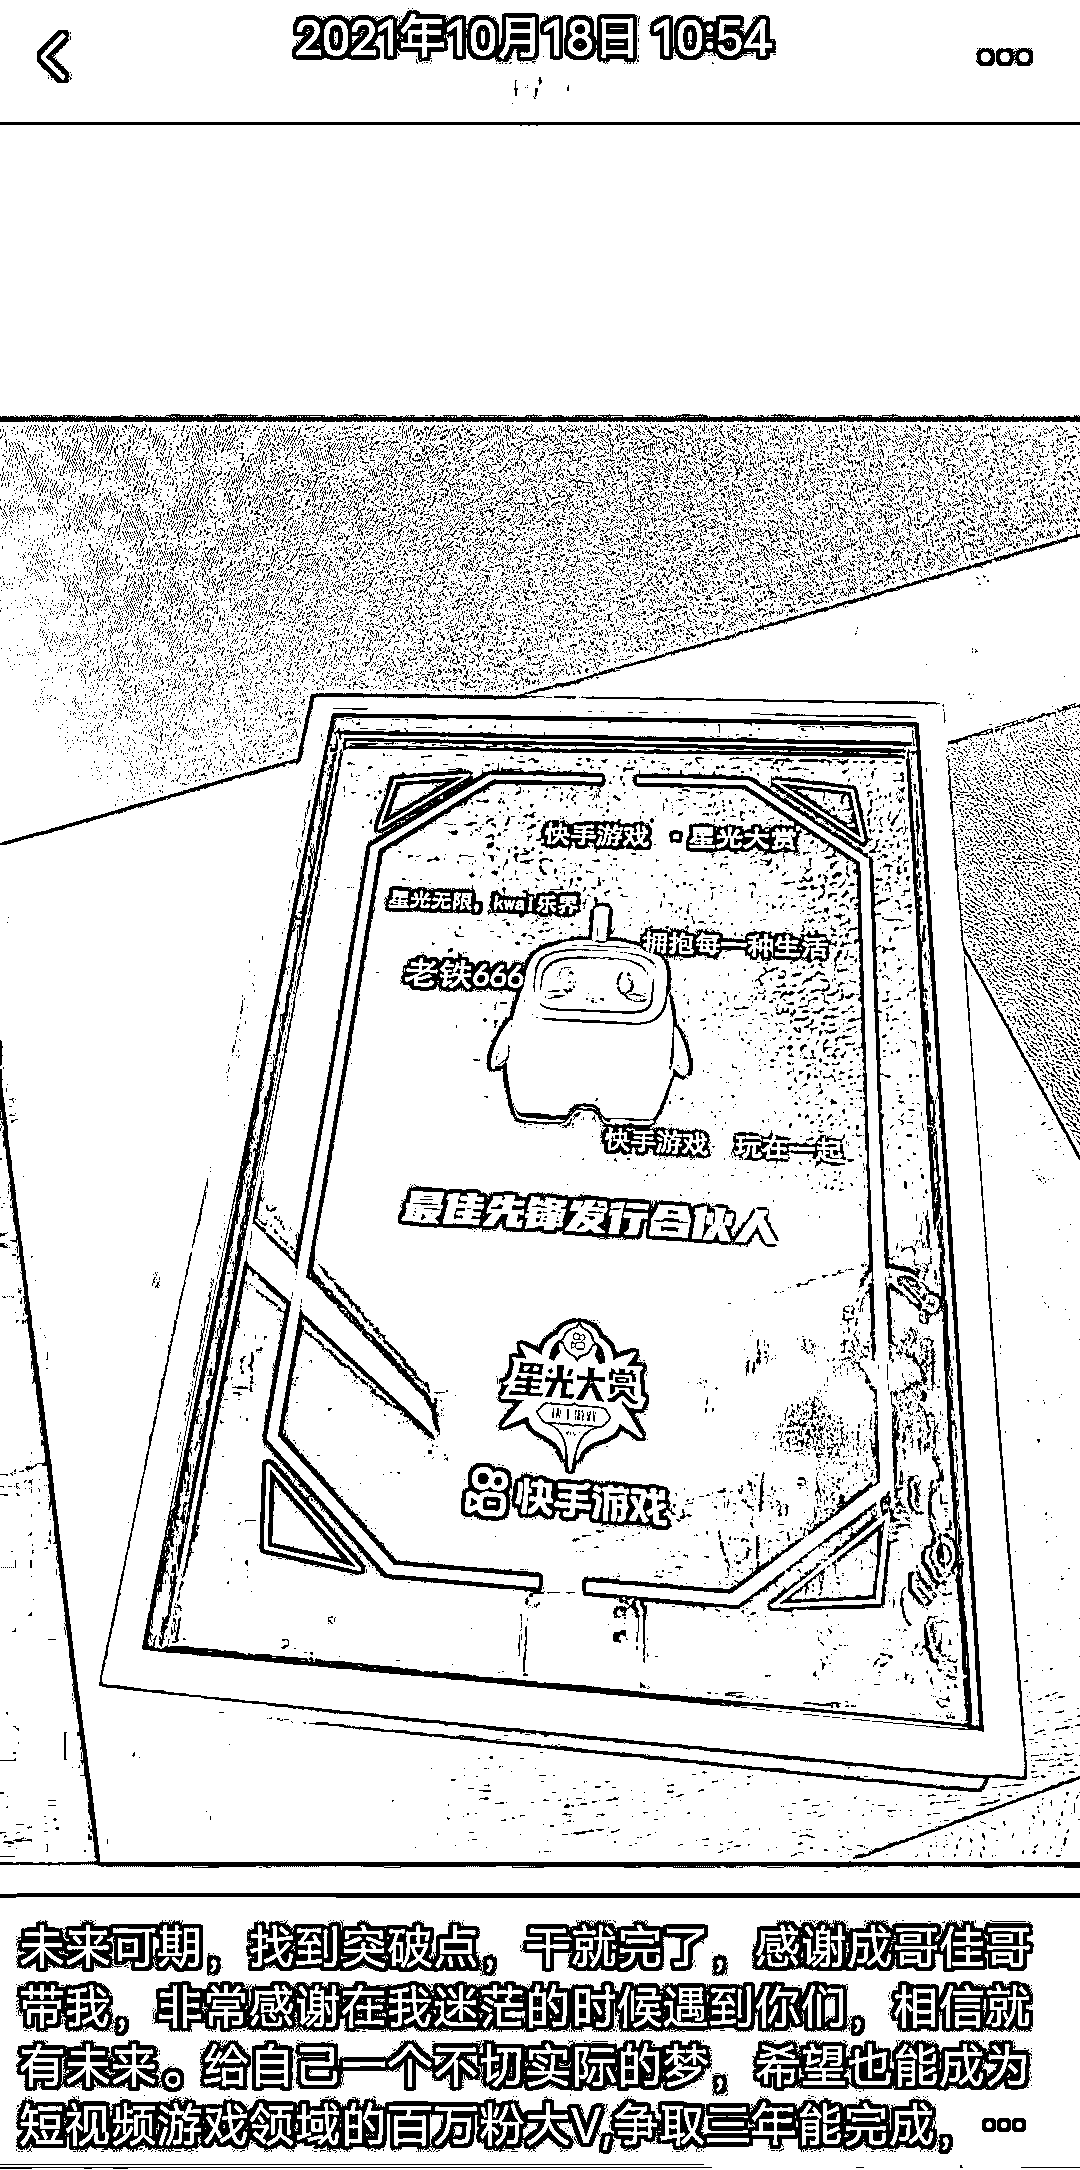 2021年10月18日 10:54
快手游戏 · 星光大赏
星光无限，kwai乐界
拥抱每一种生活
老铁666
快手游戏 玩在一起
最佳先锋发行合伙人
星光大赏
快手游戏
快手游戏
未来可期，找到突破点，干就完了，感谢成哥佳哥
带我，非常感谢在我迷茫的时候遇到你们，相信就
有未来。给自己一个不切实际的梦，希望也能成为
短视频游戏领域的百万粉大V,争取三年能完成，